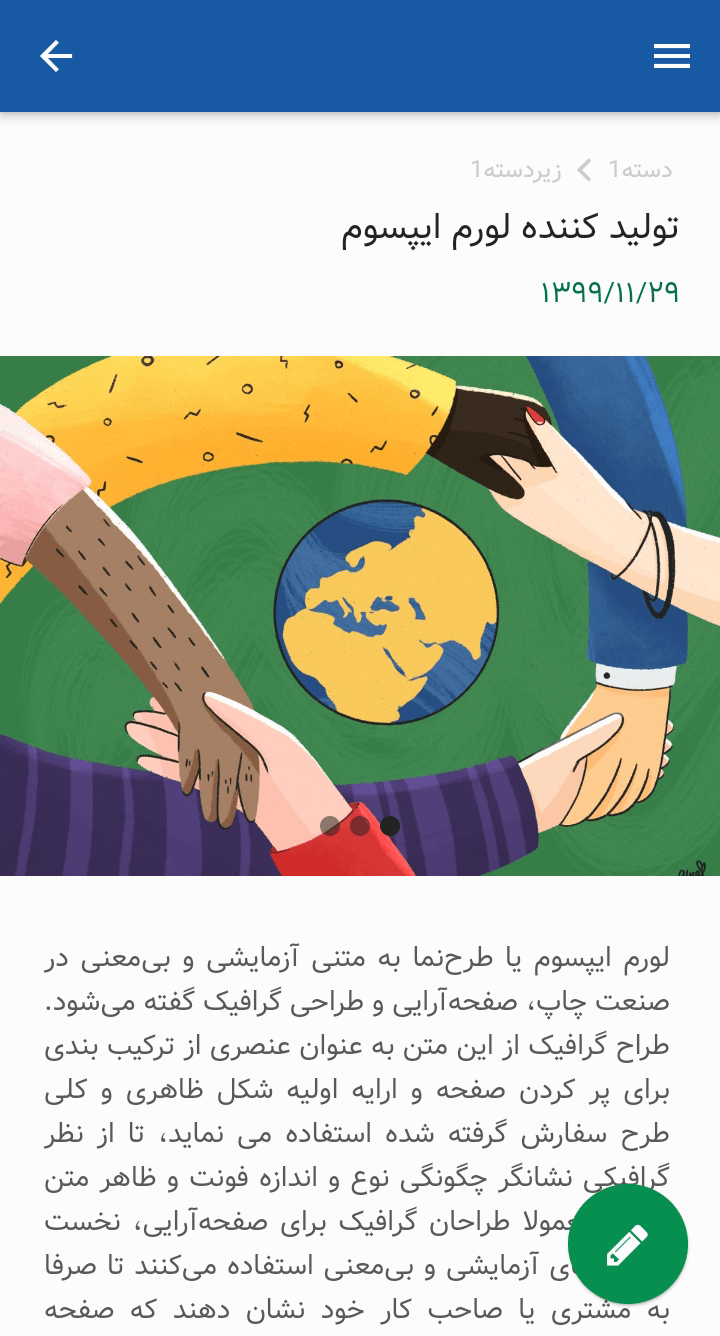 دسته1
زیردسته1
تولید کننده لورم ایپسوم
۱۳۹۹/۱۱/۲۹
لورم ایپسوم یا طرح‌نما به متنی آزمایشی و بی‌معنی در
صنعت چاپ، صفحه‌آرایی و طراحی گرافیک گفته می‌شود.
طراح گرافیک از این متن به عنوان عنصری از ترکیب بندی
برای پر کردن صفحه و ارایه اولیه شکل ظاهری و کلی
طرح سفارش گرفته شده استفاده می نماید، تا از نظر
گرافیکی نشانگر چگونگی نوع و اندازه فونت و ظاهر متن
طراحان گرافیک برای صفحه‌آرایی، نخست
آزمایشی و بی‌معنی استفاده می‌کنند تا صرفا
به مشتری یا صاحب کار خود نشان دهند که صفحه